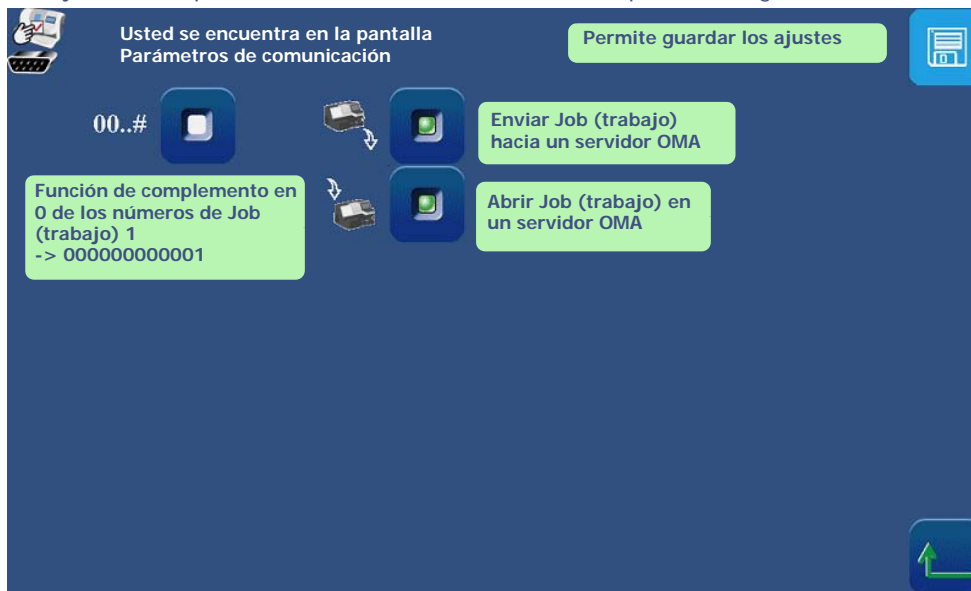 Usted se encuentra en la pantalla
Parámetros de comunicación
Permite guardar los ajustes
00..#
Enviar Job (trabajo)
hacia un servidor OMA
Función de complemento en
0 de los números de Job
(trabajo) 1
-> 000000000001
Abrir Job (trabajo) en
un servidor OMA